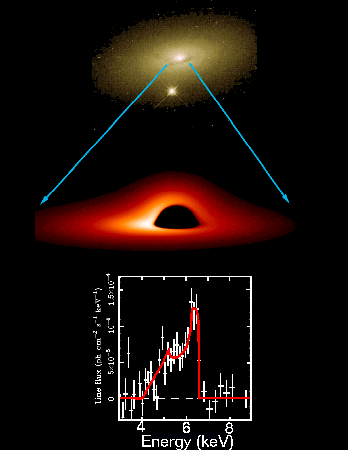 Line flux (ph cm⁻² s⁻¹ keV⁻¹)
1.5×10⁻⁴
10⁻⁴
5×10⁻⁵
0
4 6 8
Energy (keV)